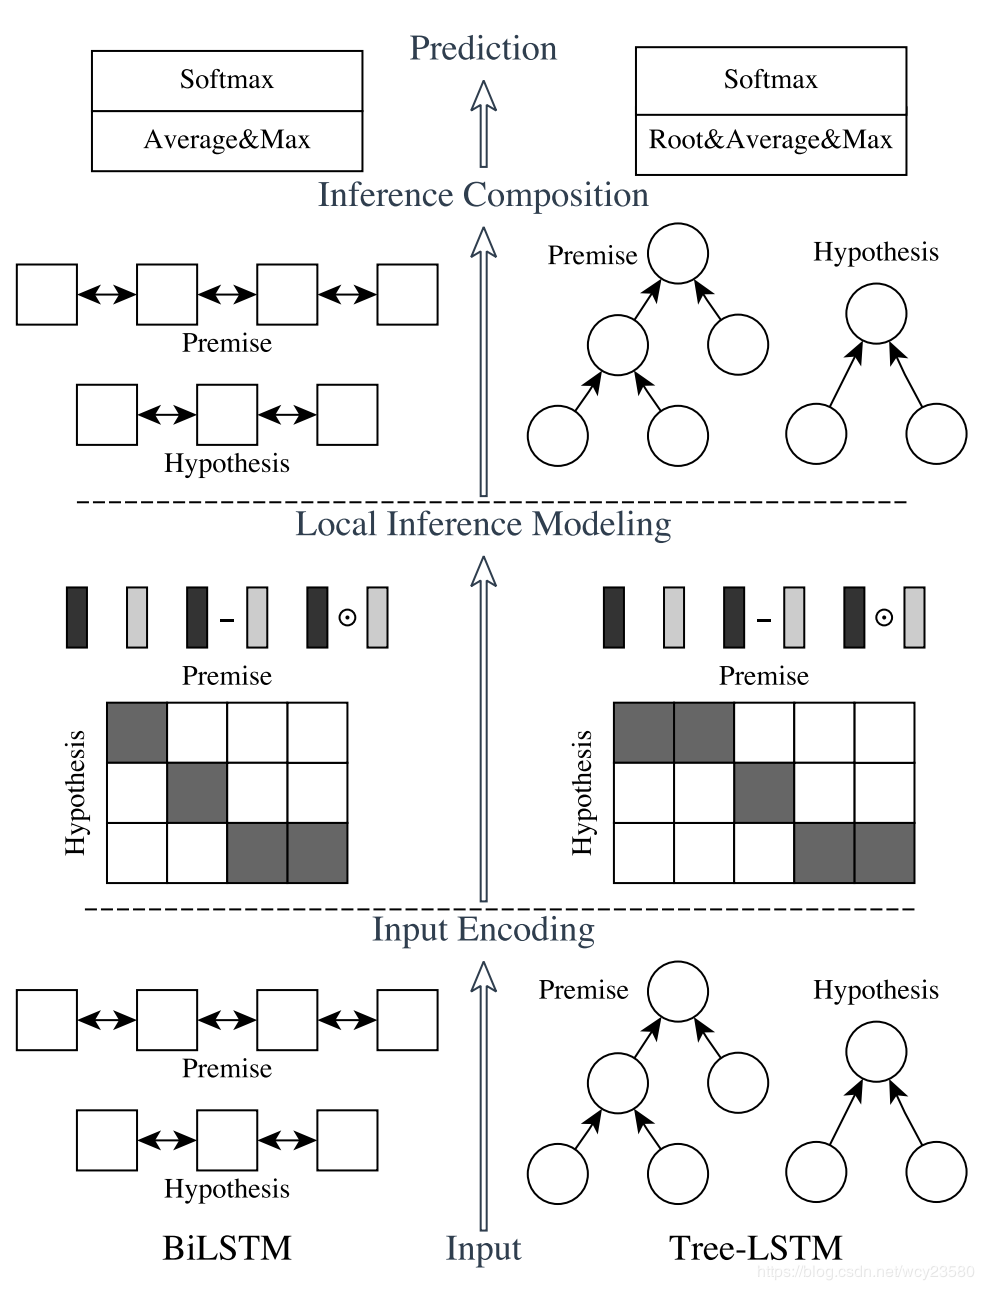 Prediction
Softmax
Average&Max
Softmax
Root&Average&Max
Inference Composition
Premise
Hypothesis
Premise
Hypothesis
Local Inference Modeling
Premise
Hypothesis
Premise
Hypothesis
Input Encoding
Premise
Hypothesis
Premise
Hypothesis
BiLSTM
Input
Tree-LSTM
https://blog.csdn.net/wcy23580